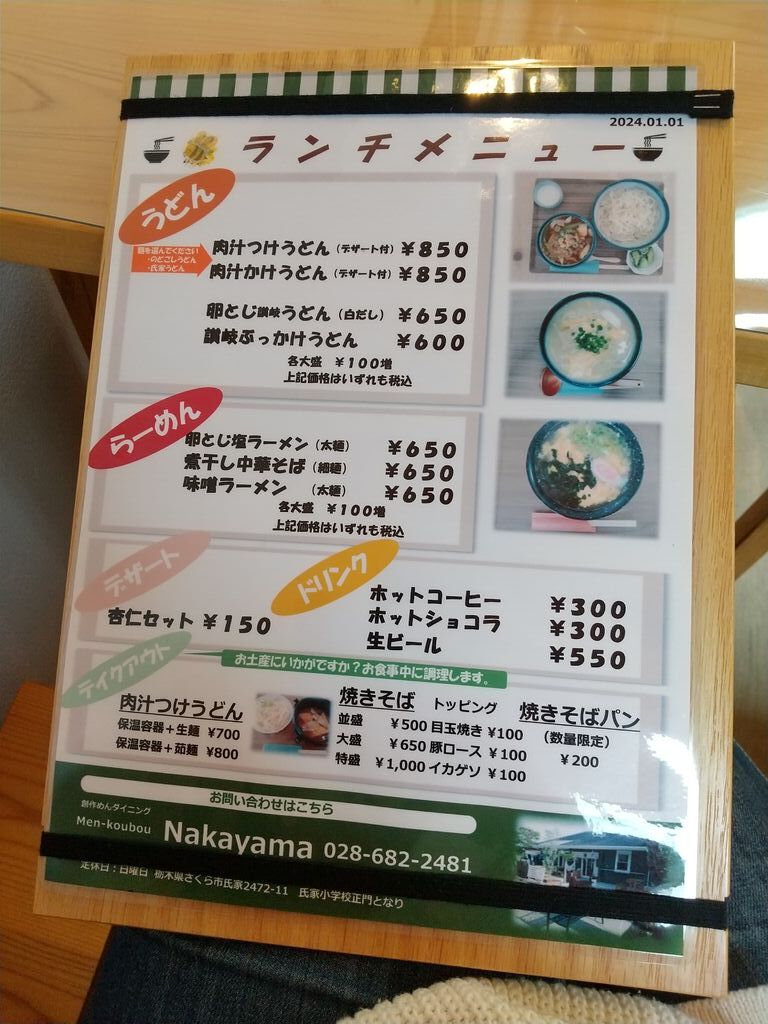 2024.01.01
ランチメニュー
うどん
麺を選んでください
・のどごしうどん
・氏家うどん
肉汁つけうどん（デザート付）￥850
肉汁かけうどん（デザート付）￥850
卵とじ讃岐うどん（白だし）￥650
讃岐ぶっかけうどん ￥600
各大盛 ￥100増
上記価格はいずれも税込
らーめん
卵とじ塩ラーメン（太麺） ￥650
煮干し中華そば（細麺） ￥650
味噌ラーメン （太麺） ￥650
各大盛 ￥100増
上記価格はいずれも税込
デザート
杏仁セット ￥150
ドリンク
ホットコーヒー ￥300
ホットショコラ ￥300
生ビール ￥550
テイクアウト
お土産にいかがですか？お食事中に調理します。
肉汁つけうどん
保温容器＋生麺 ￥700
保温容器＋茹麺 ￥800
焼きそば
並盛 ￥500
大盛 ￥650
特盛 ￥1,000
トッピング
目玉焼き ￥100
豚ロース ￥100
イカゲソ ￥100
焼きそばパン
（数量限定）
￥200
お問い合わせはこちら
創作めんダイニング
Men-koubou Nakayama 028-682-2481
定休日：日曜日 栃木県さくら市氏家2472-11 氏家小学校正門となり